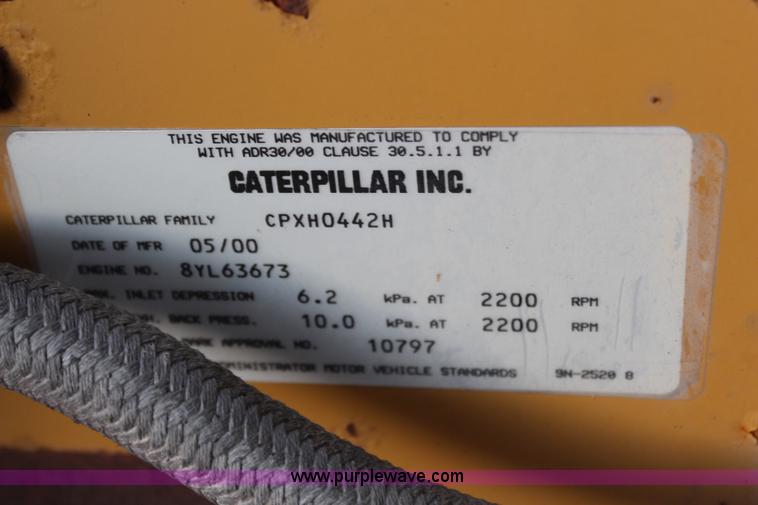 THIS ENGINE WAS MANUFACTURED TO COMPLY
WITH ADR30/00 CLAUSE 30.5.1.1 BY
CATERPILLAR INC.
CATERPILLAR FAMILY CPXH0442H
DATE OF MFR 05/00
ENGINE NO. 8YL63673
INLET DEPRESSION 6.2 kPa. AT 2200 RPM
BACK PRESS. 10.0 kPa. AT 2200 RPM
APPROVAL NO. 10797
MOTOR VEHICLE STANDARDS 9N-2520 8
www.purplewave.com